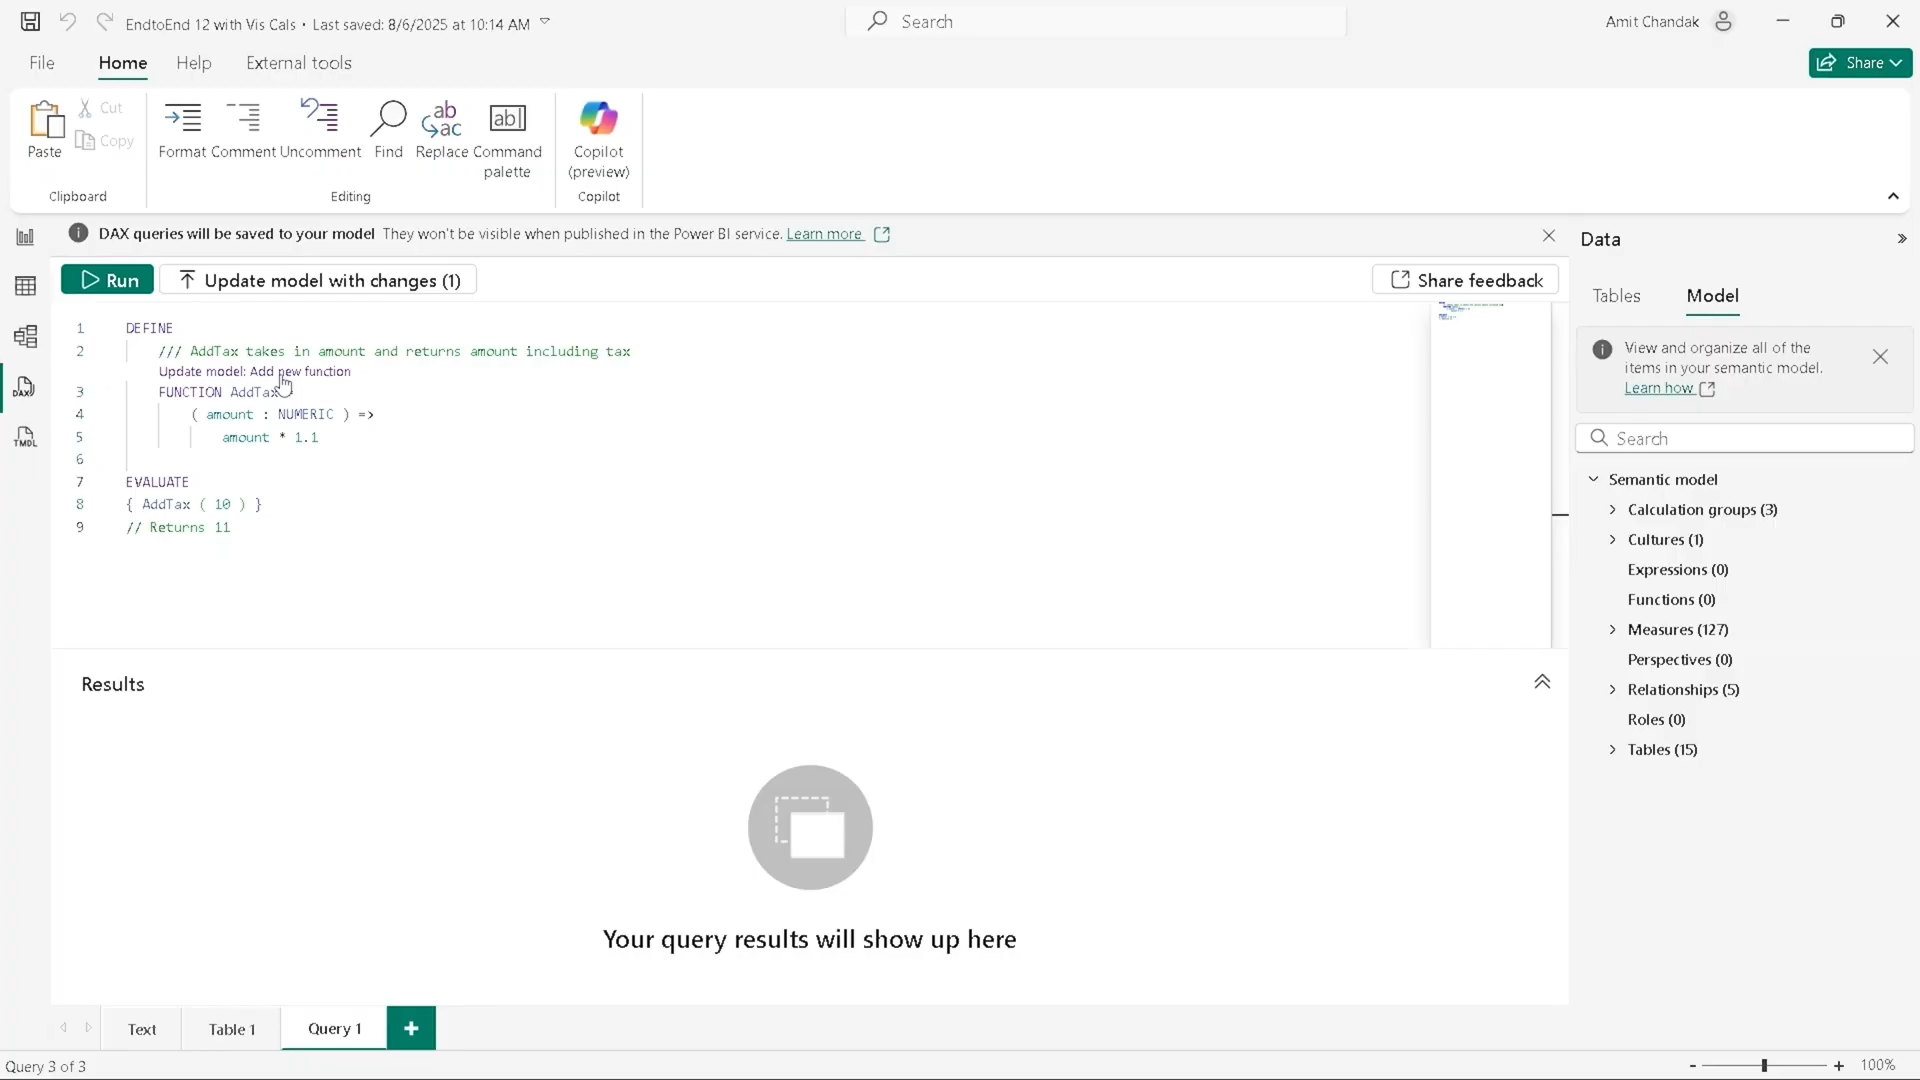 EndtoEnd 12 with Vis Cals • Last saved: 8/6/2025 at 10:14 AM
Search
Amit Chandak
File
Home
Help
External tools
Share
Paste
Cut
Copy
Clipboard
Format
Comment
Uncomment
Find
Replace
Command palette
Editing
Copilot (preview)
Copilot
DAX queries will be saved to your model They won't be visible when published in the Power BI service. Learn more
Run
Update model with changes (1)
Share feedback
1 DEFINE
2 /// AddTax takes in amount and returns amount including tax
Update model: Add new function
3 FUNCTION AddTax =
4 ( amount : NUMERIC ) =>
5 amount * 1.1
6
7 EVALUATE
8 { AddTax ( 10 ) }
9 // Returns 11
Results
Your query results will show up here
Text
Table 1
Query 1
Query 3 of 3
100%
Data
Tables
Model
View and organize all of the
items in your semantic model.
Learn how
Search
Semantic model
Calculation groups (3)
Cultures (1)
Expressions (0)
Functions (0)
Measures (127)
Perspectives (0)
Relationships (5)
Roles (0)
Tables (15)
DAX
TMDL